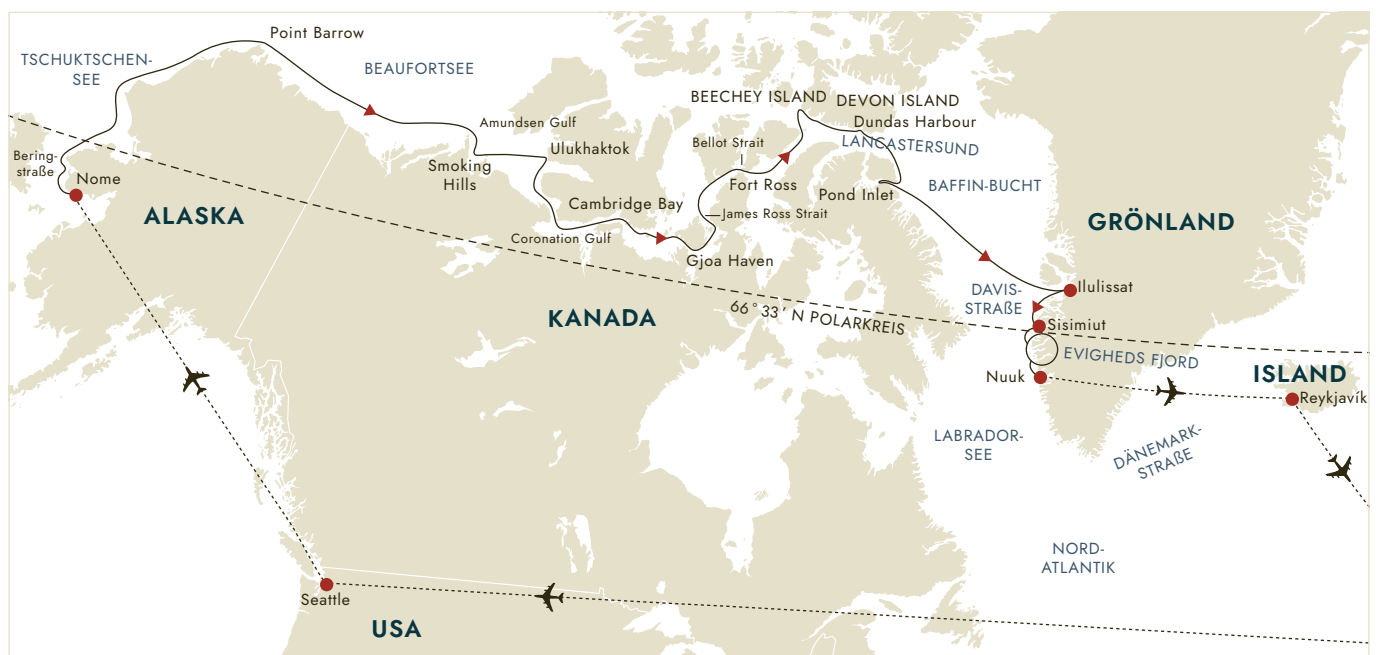 Point Barrow
TSCHUKTSCHEN-
SEE
BEAUFORTSEE
BEECHEY ISLAND
DEVON ISLAND
Dundas Harbour
Amundsen Gulf
LANCASTERSUND
Bellot Strait
Ulukhaktok
Bering-
straße
Smoking
Hills
Nome
Fort Ross
Pond Inlet
BAFFIN-BUCHT
Cambridge Bay
James Ross Strait
ALASKA
GRÖNLAND
Coronation Gulf
Gjoa Haven
DAVIS-
STRAßE
Ilulissat
66° 33' N POLARKREIS
KANADA
Sisimiut
EVIGHEDS FJORD
Nuuk
ISLAND
Reykjavík
LABRADOR-
SEE
DÄNEMARK-
STRAßE
NORD-
ATLANTIK
Seattle
USA